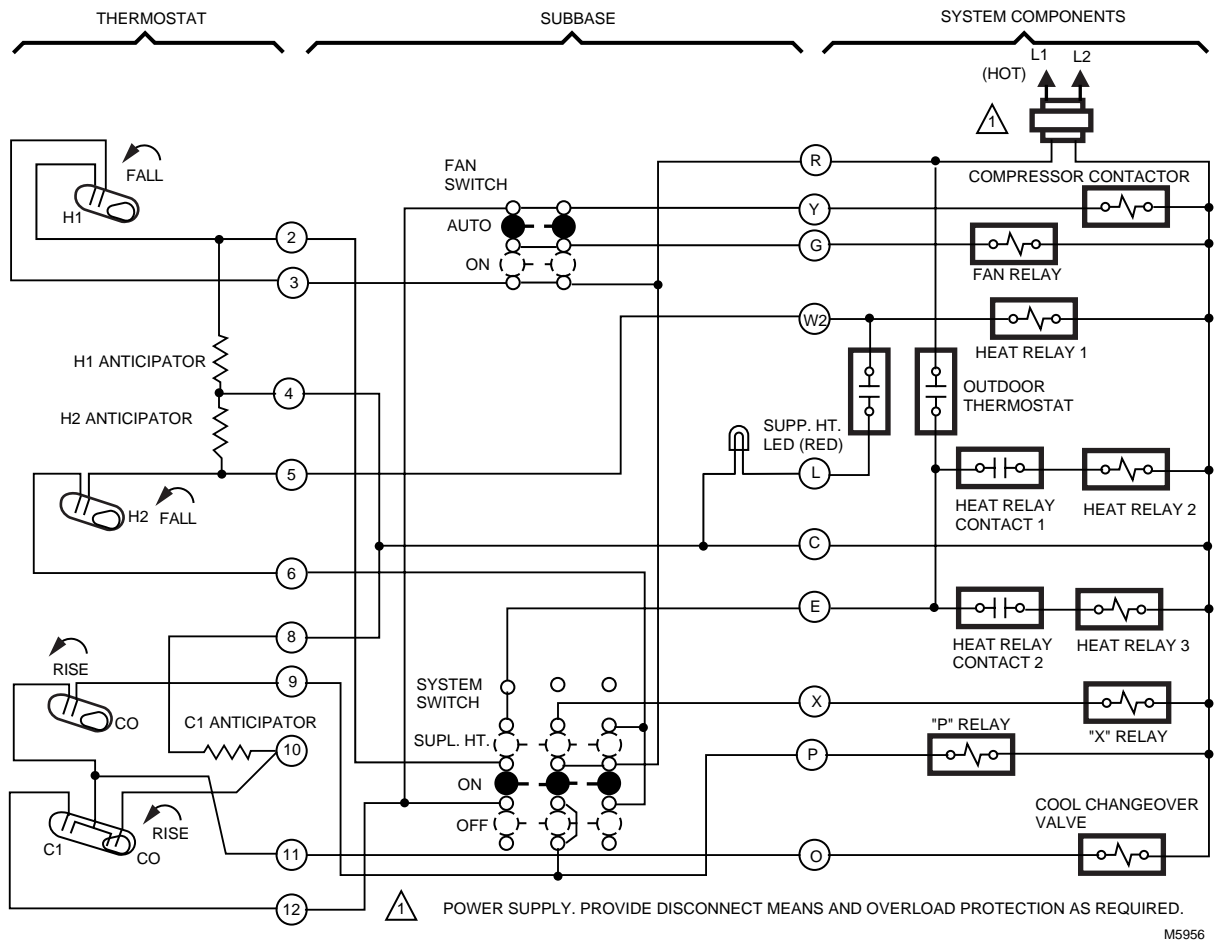 THERMOSTAT
SUBBASE
SYSTEM COMPONENTS
L1
L2
(HOT)
1
FALL
H1
FAN
SWITCH
AUTO
ON
R
COMPRESSOR CONTACTOR
Y
G
FAN RELAY
2
3
W2
HEAT RELAY 1
H1 ANTICIPATOR
4
OUTDOOR
THERMOSTAT
H2 ANTICIPATOR
SUPP. HT.
LED (RED)
5
L
H2
FALL
HEAT RELAY
CONTACT 1
HEAT RELAY 2
C
6
E
8
HEAT RELAY
CONTACT 2
HEAT RELAY 3
RISE
9
SYSTEM
SWITCH
CO
C1 ANTICIPATOR
X
"X" RELAY
"P" RELAY
10
SUPL. HT.
P
ON
OFF
RISE
C1
CO
COOL CHANGEOVER
VALVE
11
O
12
1
POWER SUPPLY. PROVIDE DISCONNECT MEANS AND OVERLOAD PROTECTION AS REQUIRED.
M5956